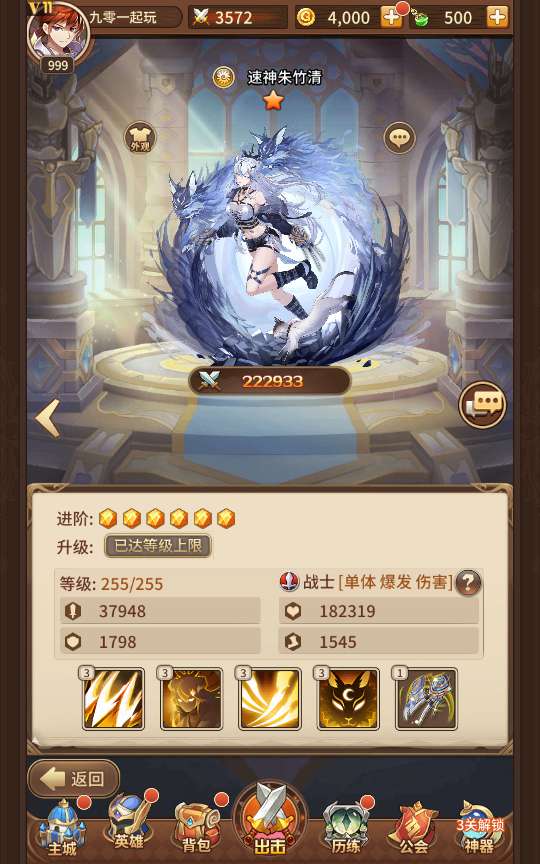 V11
九零一起玩
3572
4,000
500
999
速神朱竹清
外观
222933
进阶:
升级: 已达等级上限
等级: 255/255
战士 [单体 爆发 伤害] ?
37948
182319
1798
1545
3 3 3 3 1
返回
3关解锁
主城 英雄 背包 出击 历练 公会 神器